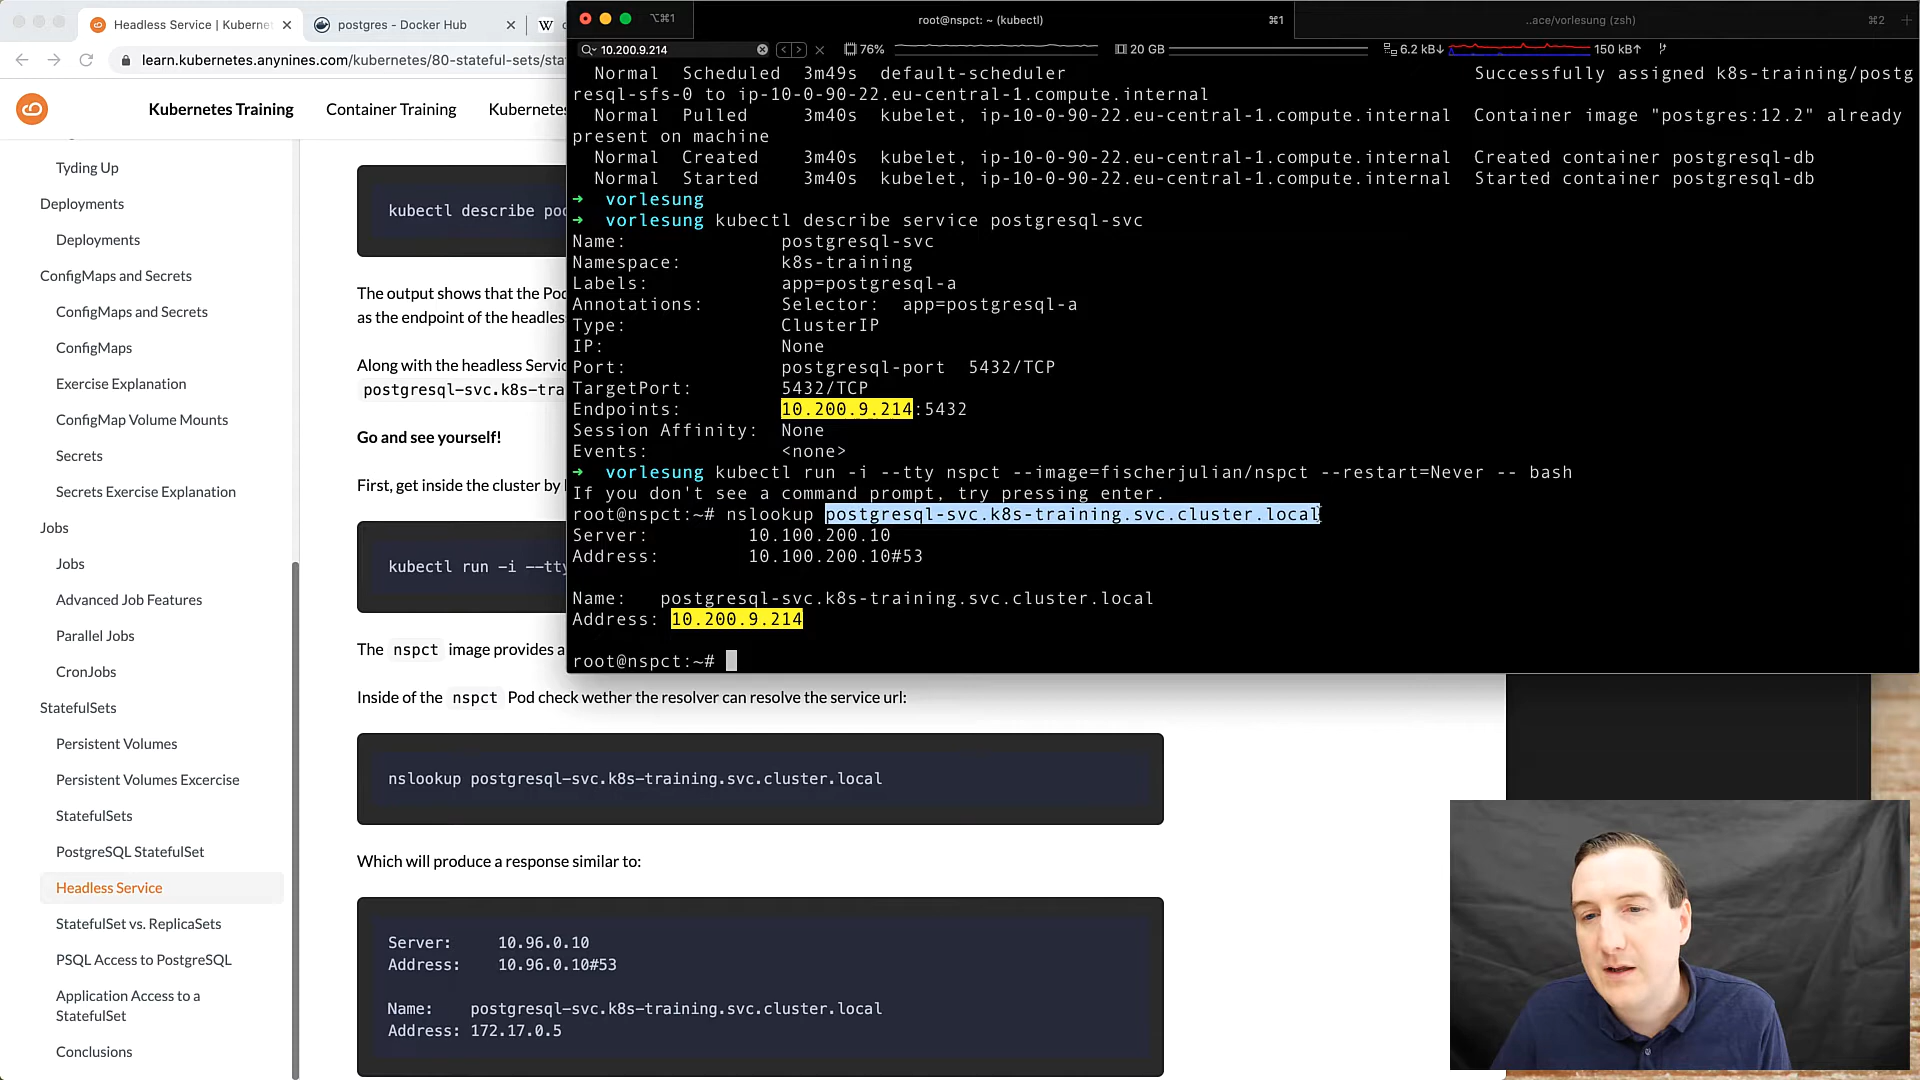 Headless Service | Kubernet
postgres - Docker Hub
learn.kubernetes.anynines.com/kubernetes/80-stateful-sets/sta
Kubernetes Training
Container Training
Kubernetes
Tyding Up
Deployments
Deployments
ConfigMaps and Secrets
ConfigMaps and Secrets
ConfigMaps
Exercise Explanation
ConfigMap Volume Mounts
Secrets
Secrets Exercise Explanation
Jobs
Jobs
Advanced Job Features
Parallel Jobs
CronJobs
StatefulSets
Persistent Volumes
Persistent Volumes Excercise
StatefulSets
PostgreSQL StatefulSet
Headless Service
StatefulSet vs. ReplicaSets
PSQL Access to PostgreSQL
Application Access to a
StatefulSet
Conclusions
kubectl describe po
The output shows that the Pod
as the endpoint of the headles
Along with the headless Servic
postgresql-svc.k8s-tra
Go and see yourself!
First, get inside the cluster by
kubectl run -i --tty
The nspct image provides a
Inside of the nspct Pod check wether the resolver can resolve the service url:
nslookup postgresql-svc.k8s-training.svc.cluster.local
Which will produce a response similar to:
Server: 10.96.0.10
Address: 10.96.0.10#53
Name: postgresql-svc.k8s-training.svc.cluster.local
Address: 172.17.0.5
⌥⌘1
root@nspct: ~ (kubectl)
⌘1
..ace/vorlesung (zsh)
⌘2
10.200.9.214
76%
20 GB
6.2 kB↓
150 kB↑
Normal Scheduled 3m49s default-scheduler Successfully assigned k8s-training/postg
resql-sfs-0 to ip-10-0-90-22.eu-central-1.compute.internal
Normal Pulled 3m40s kubelet, ip-10-0-90-22.eu-central-1.compute.internal Container image "postgres:12.2" already
present on machine
Normal Created 3m40s kubelet, ip-10-0-90-22.eu-central-1.compute.internal Created container postgresql-db
Normal Started 3m40s kubelet, ip-10-0-90-22.eu-central-1.compute.internal Started container postgresql-db
➜ vorlesung
➜ vorlesung kubectl describe service postgresql-svc
Name: postgresql-svc
Namespace: k8s-training
Labels: app=postgresql-a
Annotations: Selector: app=postgresql-a
Type: ClusterIP
IP: None
Port: postgresql-port 5432/TCP
TargetPort: 5432/TCP
Endpoints: 10.200.9.214:5432
Session Affinity: None
Events: <none>
➜ vorlesung kubectl run -i --tty nspct --image=fischerjulian/nspct --restart=Never -- bash
If you don't see a command prompt, try pressing enter.
root@nspct:~# nslookup postgresql-svc.k8s-training.svc.cluster.local
Server: 10.100.200.10
Address: 10.100.200.10#53
Name: postgresql-svc.k8s-training.svc.cluster.local
Address: 10.200.9.214
root@nspct:~#